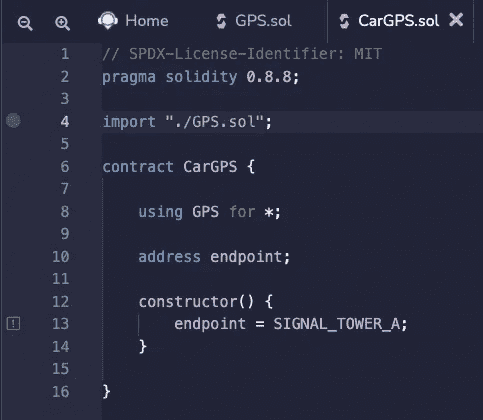 Home GPS.sol CarGPS.sol
1 // SPDX-License-Identifier: MIT
2 pragma solidity 0.8.8;
3
4 import "./GPS.sol";
5
6 contract CarGPS {
7
8 using GPS for *;
9
10 address endpoint;
11
12 constructor() {
13 endpoint = SIGNAL_TOWER_A;
14 }
15
16 }